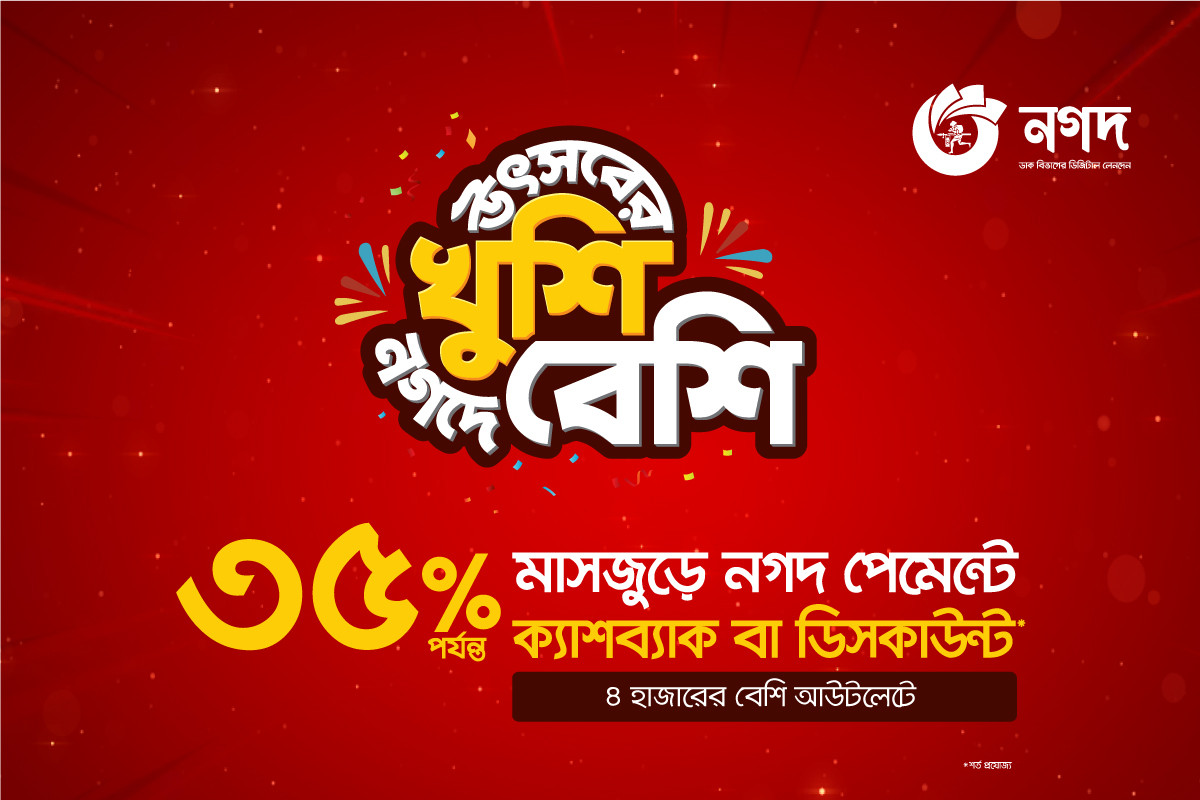 নগদ
ডাক বিভাগের ডিজিটাল লেনদেন
উৎসবের
খুশি
নগদে
বেশি
৩৫%
পর্যন্ত
মাসজুড়ে নগদ পেমেন্টে
ক্যাশব্যাক বা ডিসকাউন্ট*
৪ হাজারের বেশি আউটলেটে
*শর্ত প্রযোজ্য